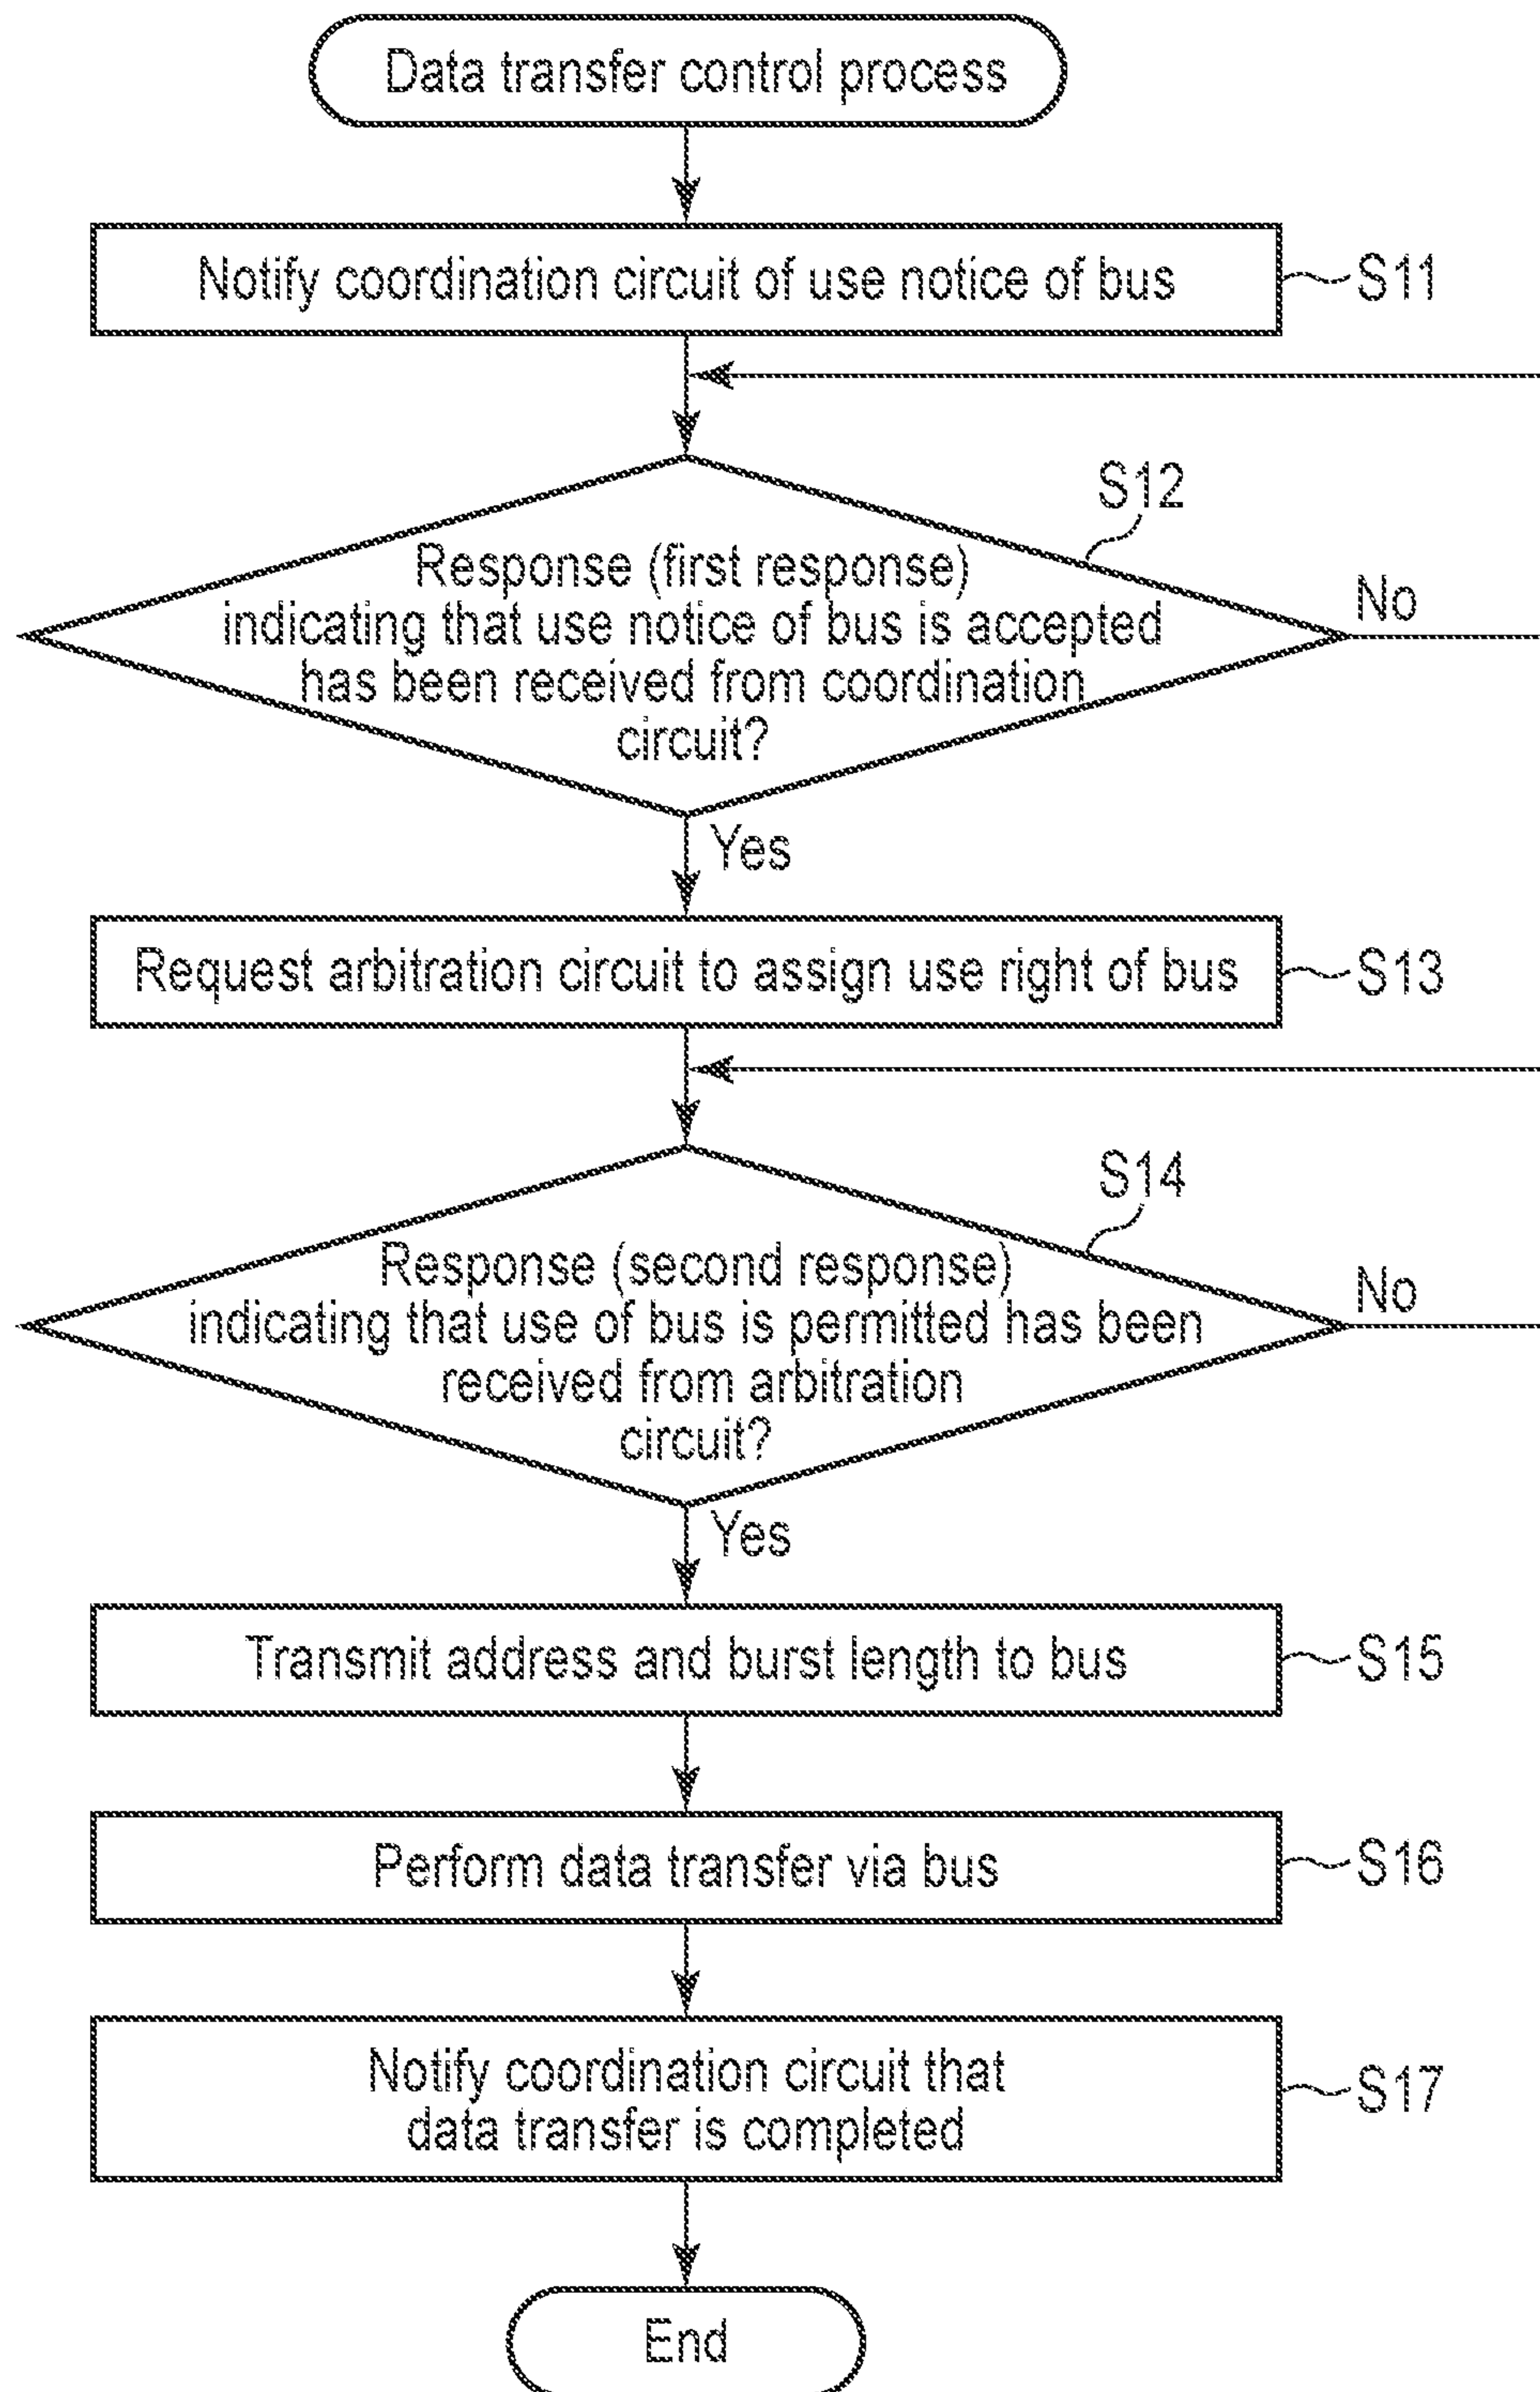 Data transfer control process
Notify coordination circuit of use notice of bus
S11
S12
Response (first response)
indicating that use notice of bus is accepted
has been received from coordination
circuit?
No
Yes
Request arbitration circuit to assign use right of bus
S13
S14
Response (second response)
indicating that use of bus is permitted has been
received from arbitration
circuit?
No
Yes
Transmit address and burst length to bus
S15
Perform data transfer via bus
S16
Notify coordination circuit that
data transfer is completed
S17
End